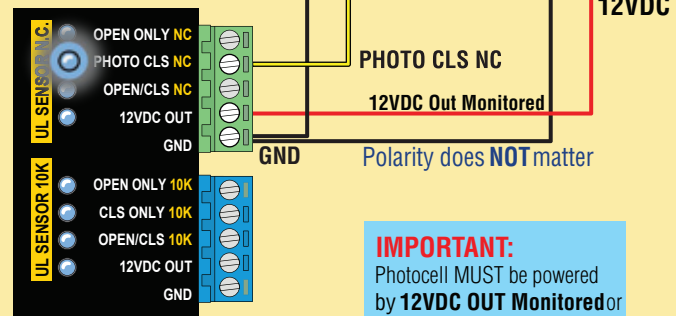 12VDC
UL SENSOR N.C.
OPEN ONLY NC
PHOTO CLS NC
OPEN/CLS NC
12VDC OUT
GND
PHOTO CLS NC
12VDC Out Monitored
GND
Polarity does NOT matter
UL SENSOR 10K
OPEN ONLY 10K
CLS ONLY 10K
OPEN/CLS 10K
12VDC OUT
GND
IMPORTANT:
Photocell MUST be powered
by 12VDC OUT Monitored or